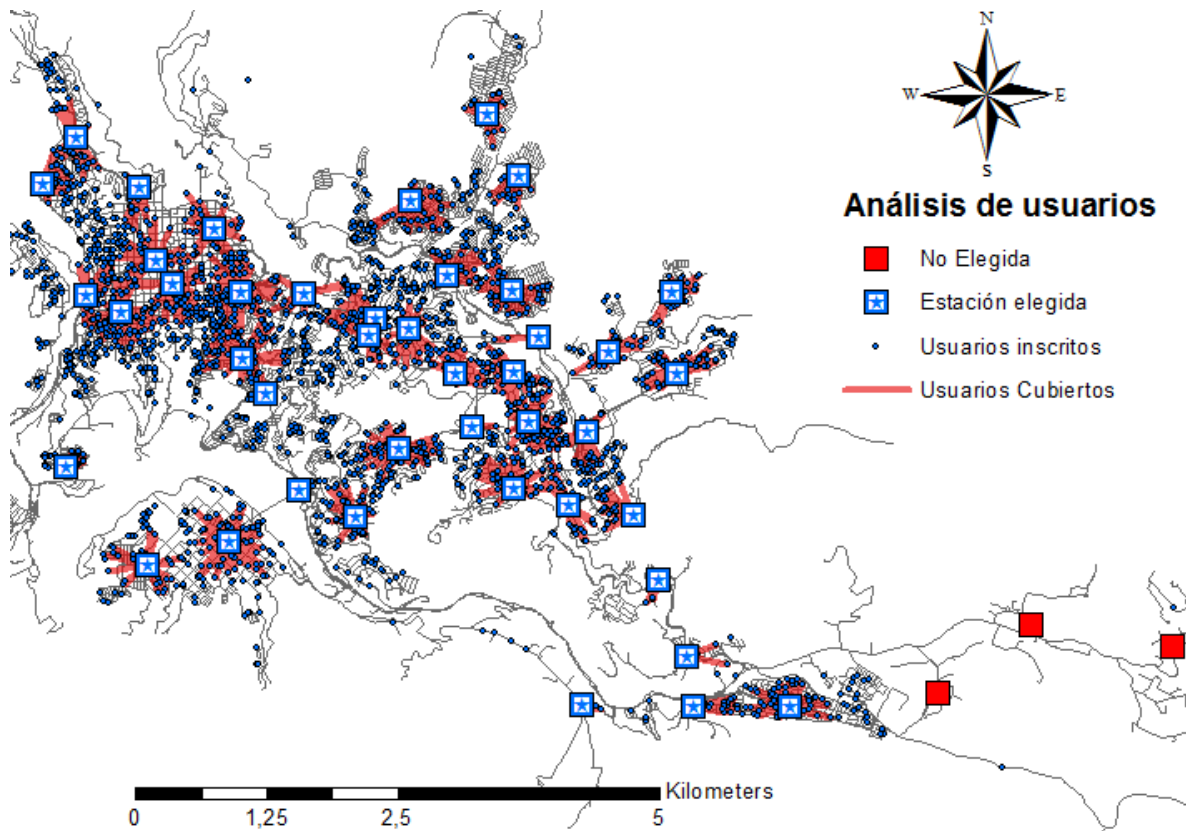 N
W E
S
Análisis de usuarios
No Elegida
Estación elegida
Usuarios inscritos
Usuarios Cubiertos
Kilometers
0 1,25 2,5 5